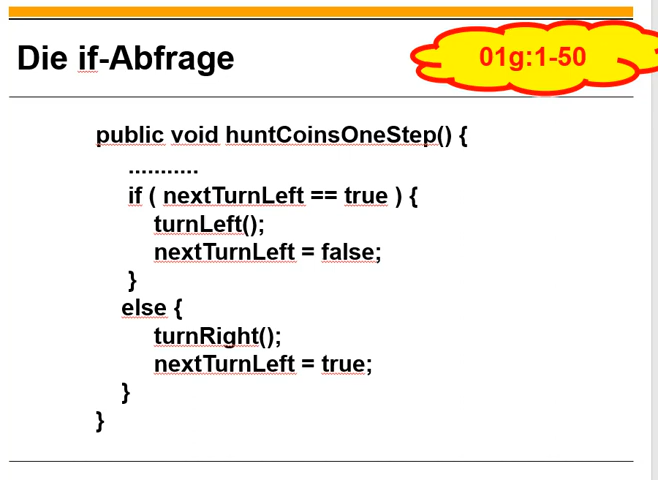 Die if-Abfrage
01g:1-50
public void huntCoinsOneStep() {
...........
if ( nextTurnLeft == true ) {
turnLeft();
nextTurnLeft = false;
}
else {
turnRight();
nextTurnLeft = true;
}
}